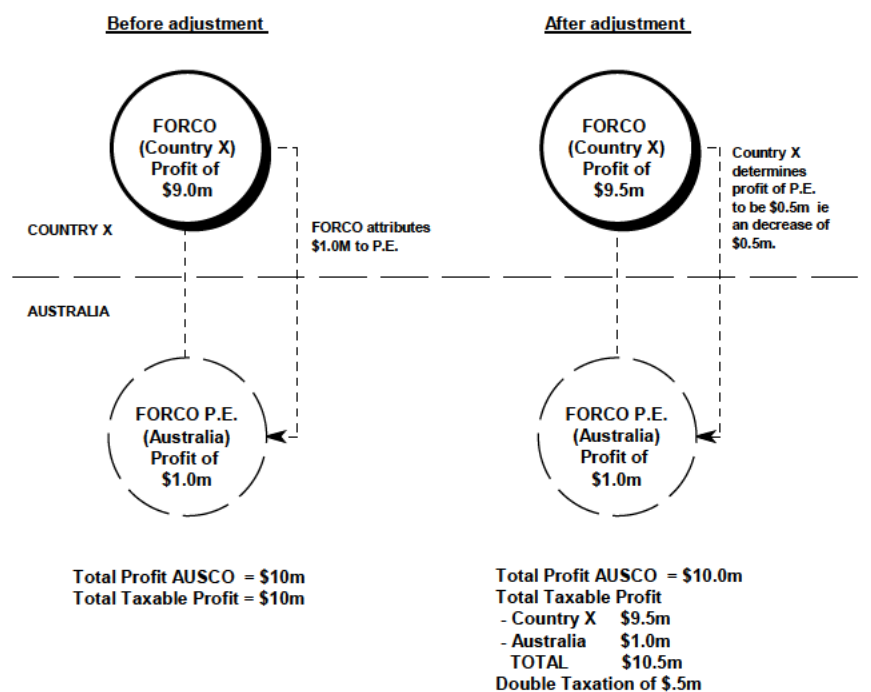 Before adjustment
FORCO
(Country X)
Profit of
$9.0m
COUNTRY X
FORCO attributes
$1.0M to P.E.
AUSTRALIA
FORCO P.E.
(Australia)
Profit of
$1.0m
Total Profit AUSCO = $10m
Total Taxable Profit = $10m
After adjustment
FORCO
(Country X)
Profit of
$9.5m
Country X
determines
profit of P.E.
to be $0.5m ie
an decrease of
$0.5m.
FORCO P.E.
(Australia)
Profit of
$1.0m
Total Profit AUSCO = $10.0m
Total Taxable Profit
- Country X $9.5m
- Australia $1.0m
TOTAL $10.5m
Double Taxation of $.5m